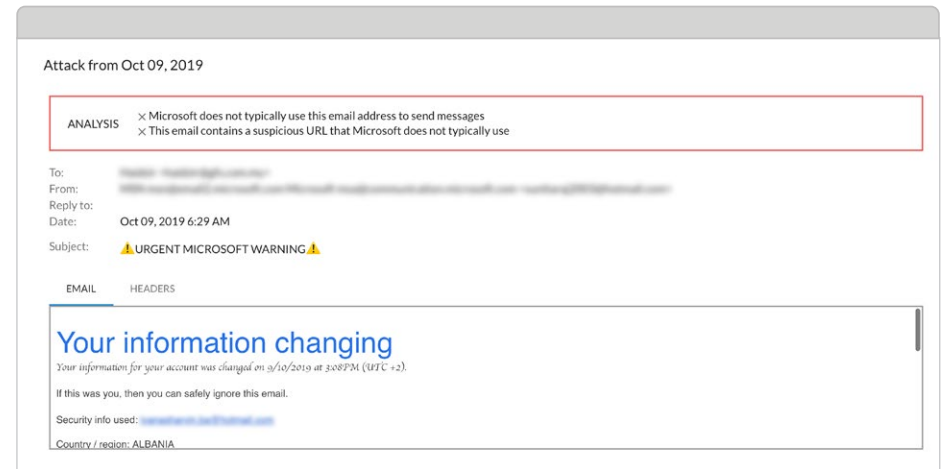 Attack from Oct 09, 2019
ANALYSIS
× Microsoft does not typically use this email address to send messages
× This email contains a suspicious URL that Microsoft does not typically use
To:
From:
Reply to:
Date: Oct 09, 2019 6:29 AM
Subject: ⚠URGENT MICROSOFT WARNING⚠
EMAIL HEADERS
Your information changing
Your information for your account was changed on 9/10/2019 at 3:08PM (UTC +2).
If this was you, then you can safely ignore this email.
Security info used:
Country / region: ALBANIA